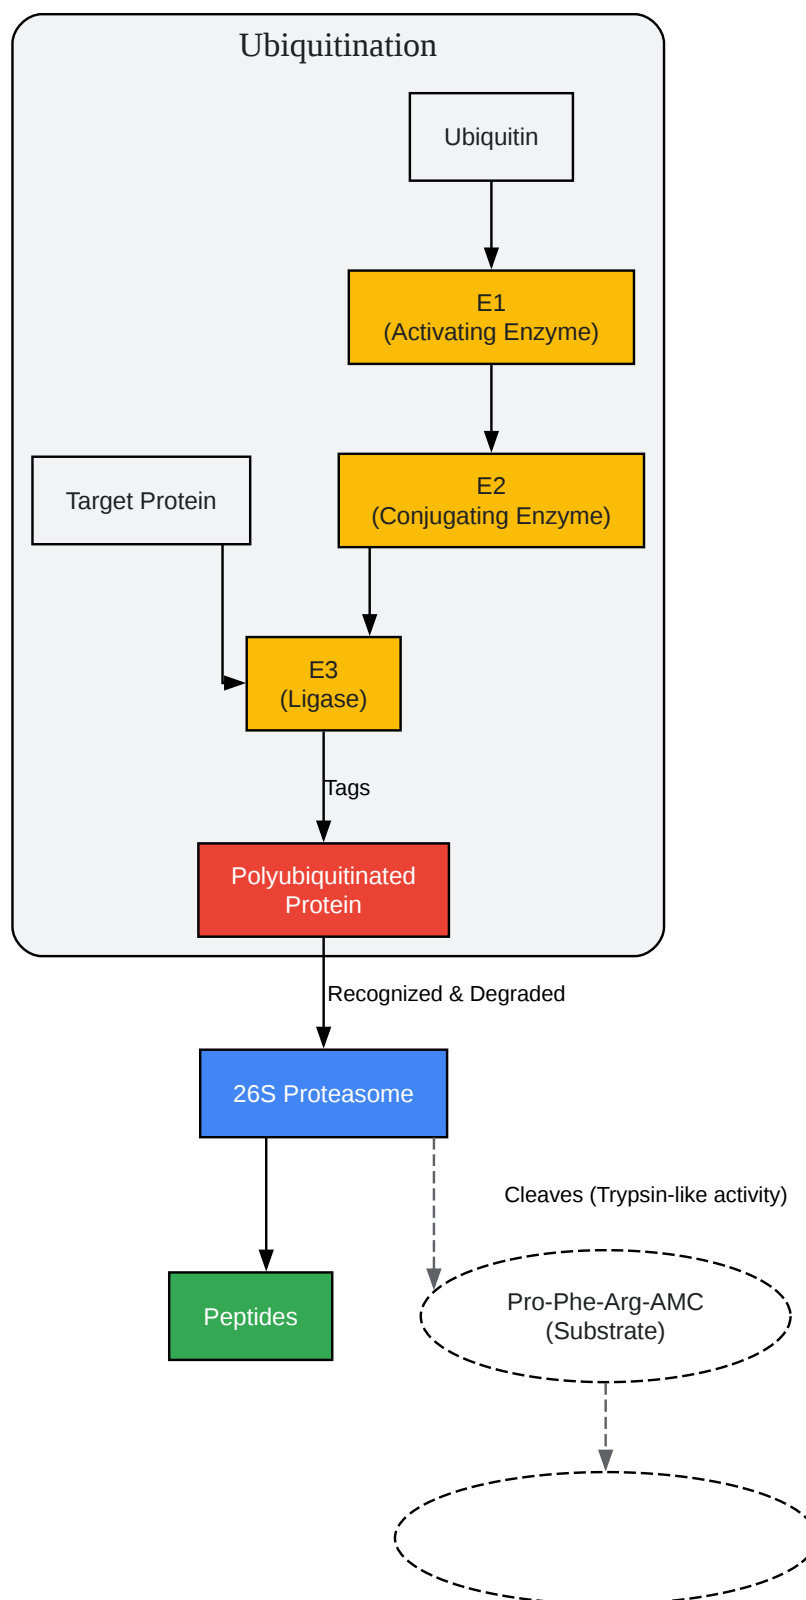 Ubiquitination
Ubiquitin
E1
(Activating Enzyme)
E2
(Conjugating Enzyme)
Target Protein
E3
(Ligase)
Tags
Polyubiquitinated
Protein
Recognized & Degraded
26S Proteasome
Cleaves (Trypsin-like activity)
Peptides
Pro-Phe-Arg-AMC
(Substrate)